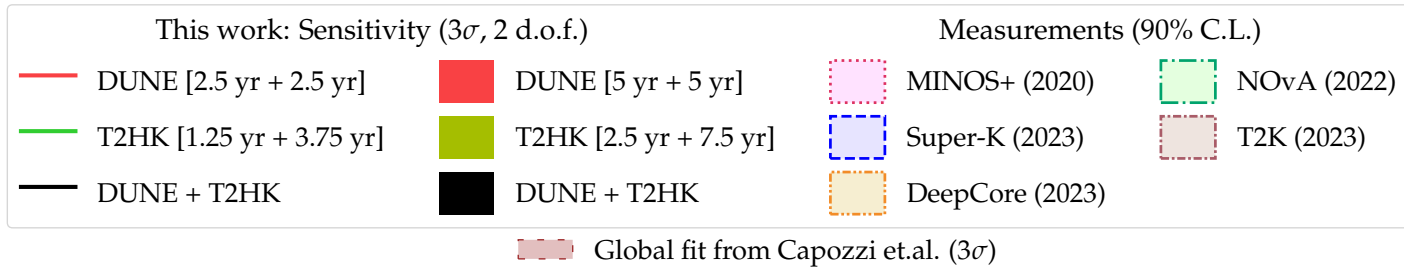 This work: Sensitivity (3σ, 2 d.o.f.) Measurements (90% C.L.)
DUNE [2.5 yr + 2.5 yr] DUNE [5 yr + 5 yr] MINOS+ (2020) NOvA (2022)
T2HK [1.25 yr + 3.75 yr] T2HK [2.5 yr + 7.5 yr] Super-K (2023) T2K (2023)
DUNE + T2HK DUNE + T2HK DeepCore (2023)
Global fit from Capozzi et.al. (3σ)